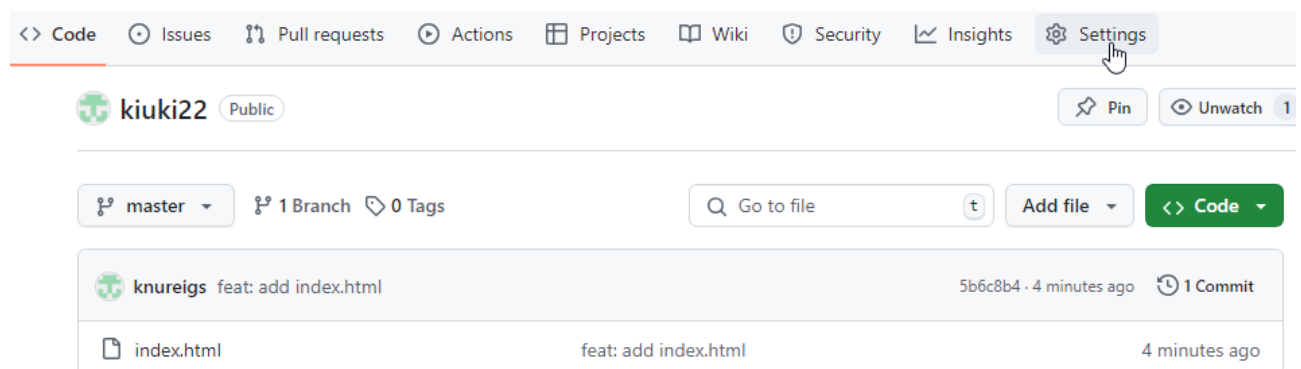 <> Code Issues Pull requests Actions Projects Wiki Security Insights Settings
kiuki22 Public Pin Unwatch 1
master 1 Branch 0 Tags Go to file t Add file <> Code
knureigs feat: add index.html 5b6c8b4 · 4 minutes ago 1 Commit
index.html feat: add index.html 4 minutes ago